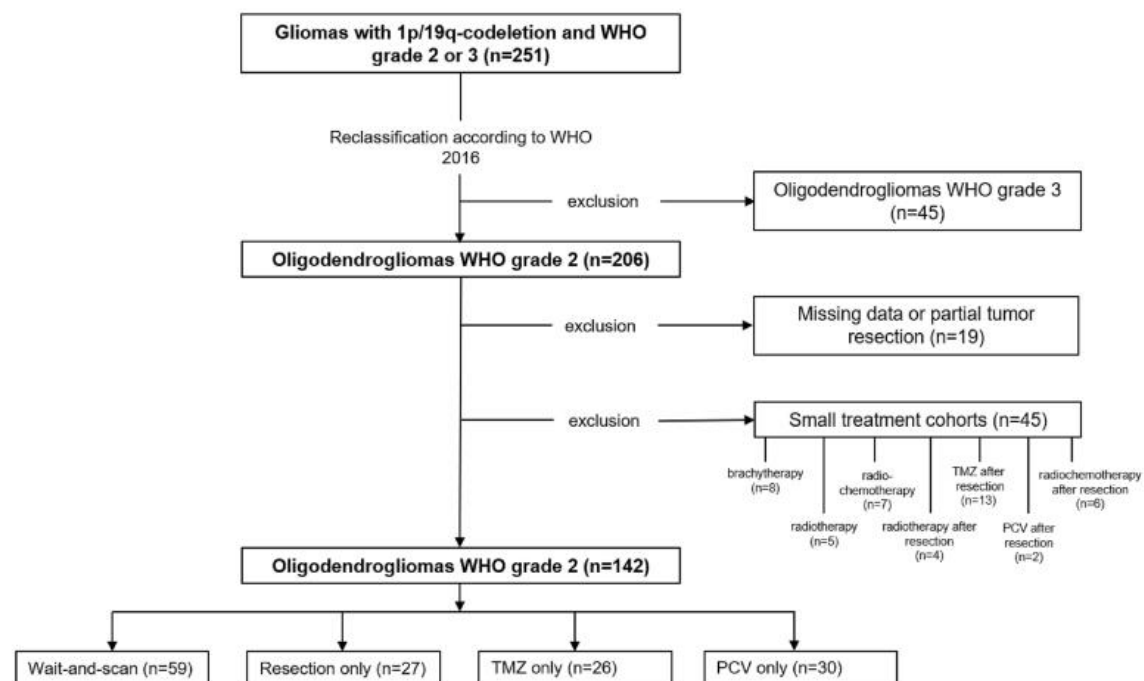 Gliomas with 1p/19q-codeletion and WHO
grade 2 or 3 (n=251)
Reclassification according to WHO
2016
exclusion
Oligodendrogliomas WHO grade 3
(n=45)
Oligodendrogliomas WHO grade 2 (n=206)
exclusion
Missing data or partial tumor
resection (n=19)
exclusion
Small treatment cohorts (n=45)
brachytherapy
(n=8)
radiotherapy
(n=5)
radio-
chemotherapy
(n=7)
radiotherapy after
resection
(n=4)
TMZ after
resection
(n=13)
PCV after
resection
(n=2)
radiochemotherapy
after resection
(n=6)
Oligodendrogliomas WHO grade 2 (n=142)
Wait-and-scan (n=59)
Resection only (n=27)
TMZ only (n=26)
PCV only (n=30)